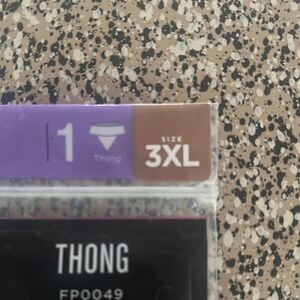 1
Thong
SIZE
3XL
THONG
FP0049